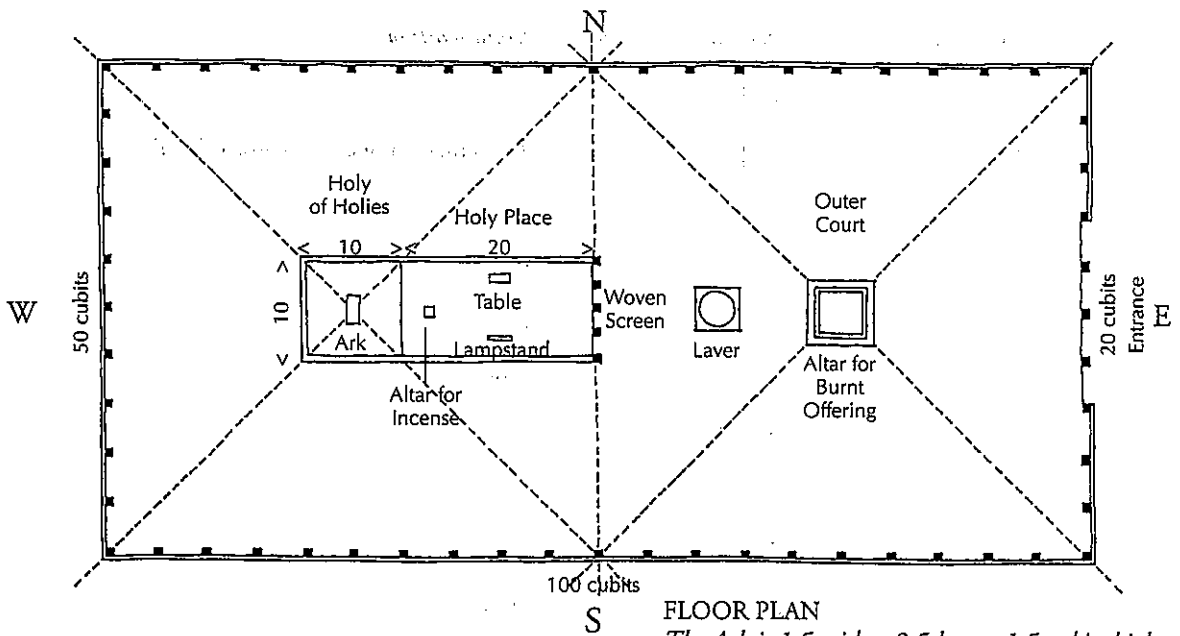 N
Holy
of Holies
Holy Place
< 10 > < 20 >
Outer
Court
W
50 cubits
< 10 >
Ark
Table
Lampstand
Altar for
Incense
Woven
Screen
Laver
Altar for
Burnt
Offering
20 cubits
Entrance
E
100 cubits
S
FLOOR PLAN